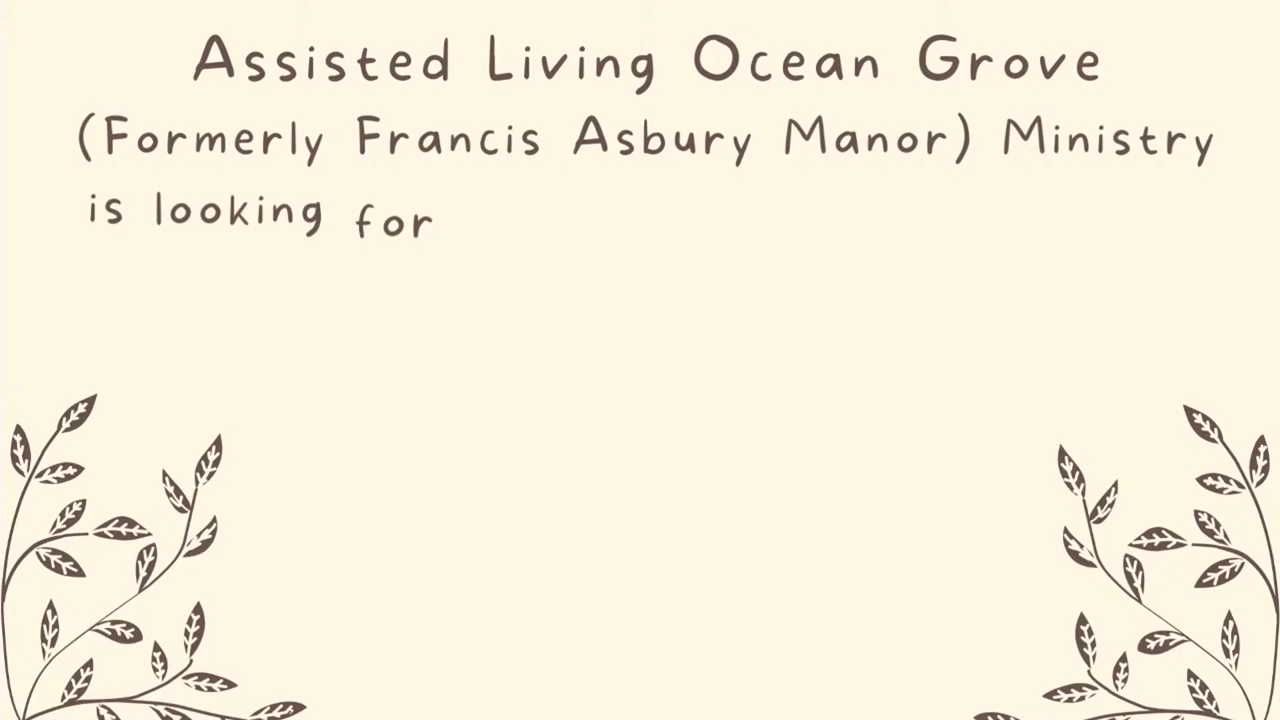 Assisted Living Ocean Grove
(Formerly Francis Asbury Manor) Ministry
is looking for